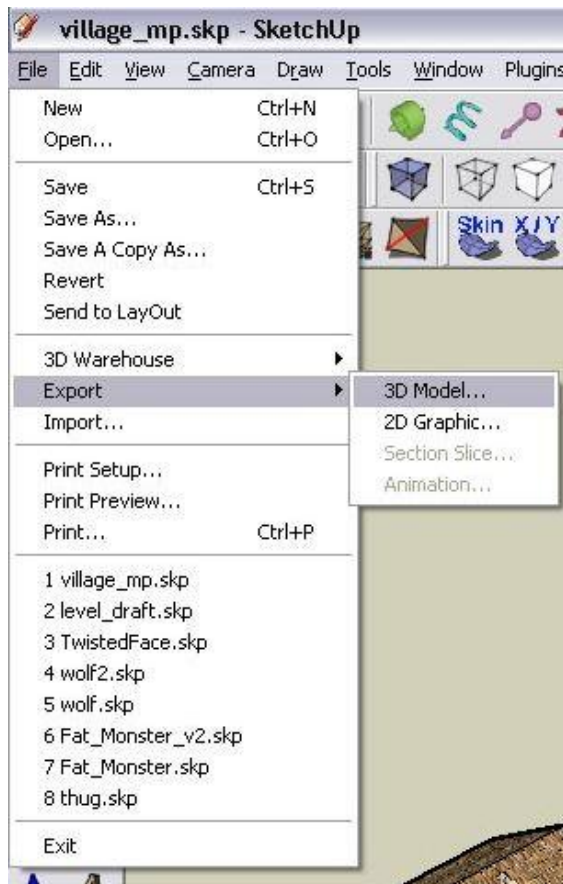 village_mp.skp - SketchUp
File Edit View Camera Draw Tools Window Plugins
New Ctrl+N
Open... Ctrl+O
Save Ctrl+S
Save As...
Save A Copy As...
Revert
Send to LayOut
Skin X/Y
3D Warehouse
Export
Import...
3D Model...
2D Graphic...
Section Slice...
Animation...
Print Setup...
Print Preview...
Print... Ctrl+P
1 village_mp.skp
2 level_draft.skp
3 TwistedFace.skp
4 wolf2.skp
5 wolf.skp
6 Fat_Monster_v2.skp
7 Fat_Monster.skp
8 thug.skp
Exit